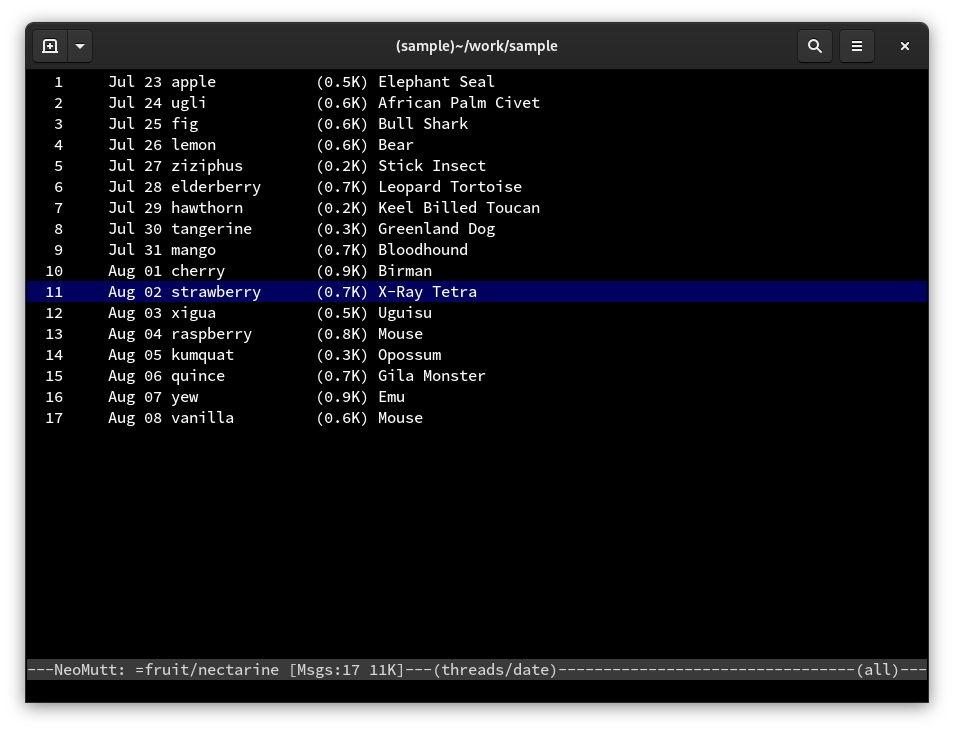 (sample)~/work/sample
1 Jul 23 apple (0.5K) Elephant Seal
2 Jul 24 ugli (0.6K) African Palm Civet
3 Jul 25 fig (0.6K) Bull Shark
4 Jul 26 lemon (0.6K) Bear
5 Jul 27 ziziphus (0.2K) Stick Insect
6 Jul 28 elderberry (0.7K) Leopard Tortoise
7 Jul 29 hawthorn (0.2K) Keel Billed Toucan
8 Jul 30 tangerine (0.3K) Greenland Dog
9 Jul 31 mango (0.7K) Bloodhound
10 Aug 01 cherry (0.9K) Birman
11 Aug 02 strawberry (0.7K) X-Ray Tetra
12 Aug 03 xigua (0.5K) Uguisu
13 Aug 04 raspberry (0.8K) Mouse
14 Aug 05 kumquat (0.3K) Opossum
15 Aug 06 quince (0.7K) Gila Monster
16 Aug 07 yew (0.9K) Emu
17 Aug 08 vanilla (0.6K) Mouse
---NeoMutt: =fruit/nectarine [Msgs:17 11K]---(threads/date)---------------------------------(all)---